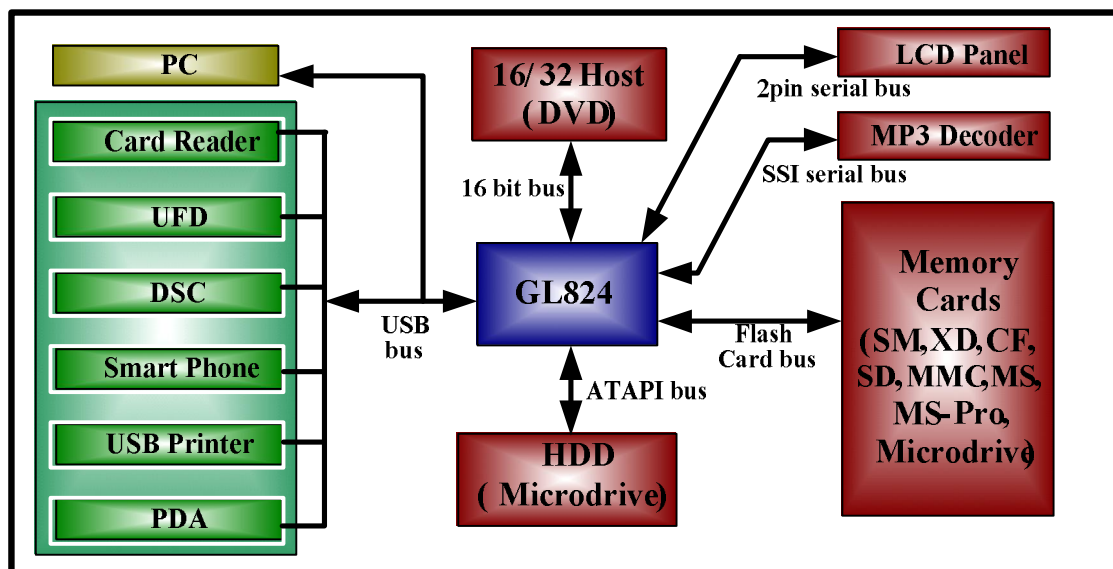 PC
Card Reader
UFD
DSC
Smart Phone
USB Printer
PDA
USB
bus
16/32 Host
(DVD)
16 bit bus
GL824
ATAPI bus
HDD
( Microdrive)
LCD Panel
2pin serial bus
MP3 Decoder
SSI serial bus
Flash
Card bus
Memory
Cards
(SM,XD,CF,
SD,MMC,MS,
MS-Pro,
Microdrive)